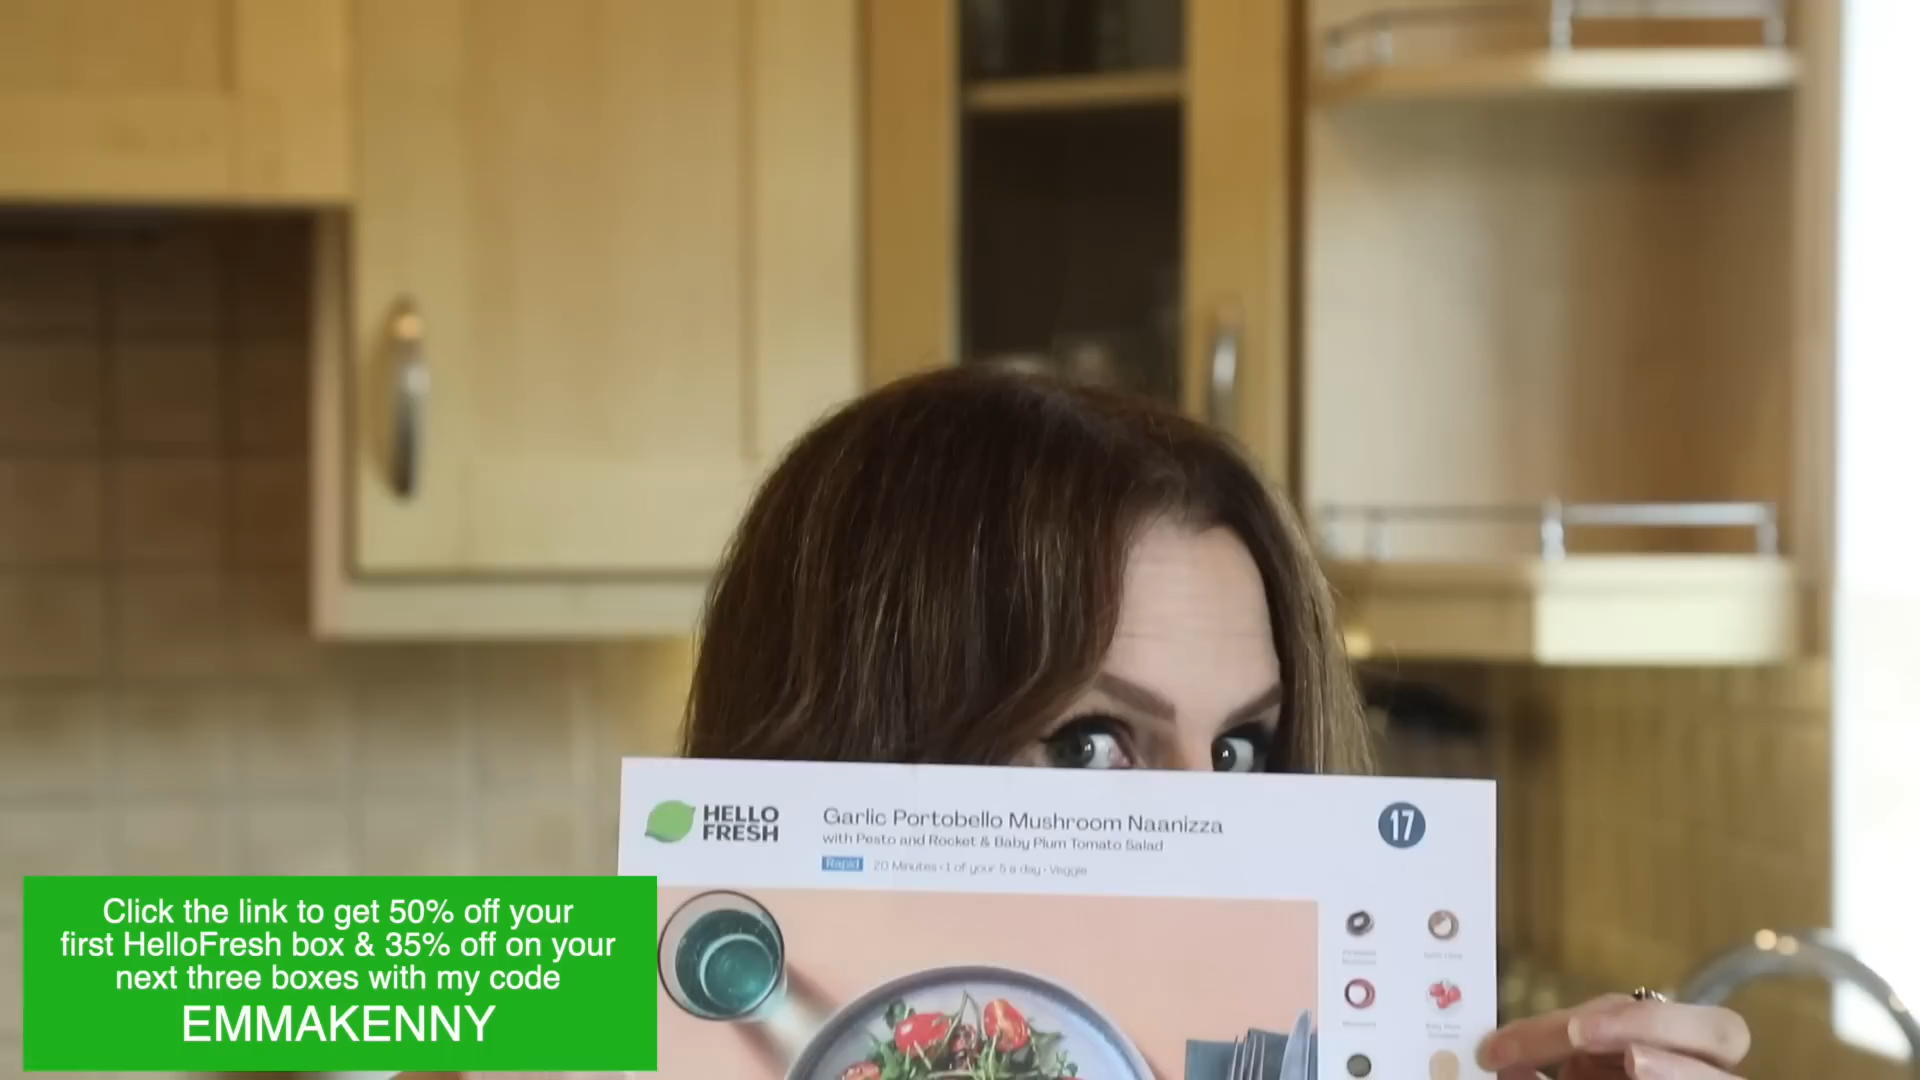 HELLO
FRESH
Garlic Portobello Mushroom Naanizza
with Pesto and Rocket & Baby Plum Tomato Salad
Rapid 20 Minutes • 1 of your 5 a day • Veggie
17
Click the link to get 50% off your
first HelloFresh box & 35% off on your
next three boxes with my code
EMMAKENNY